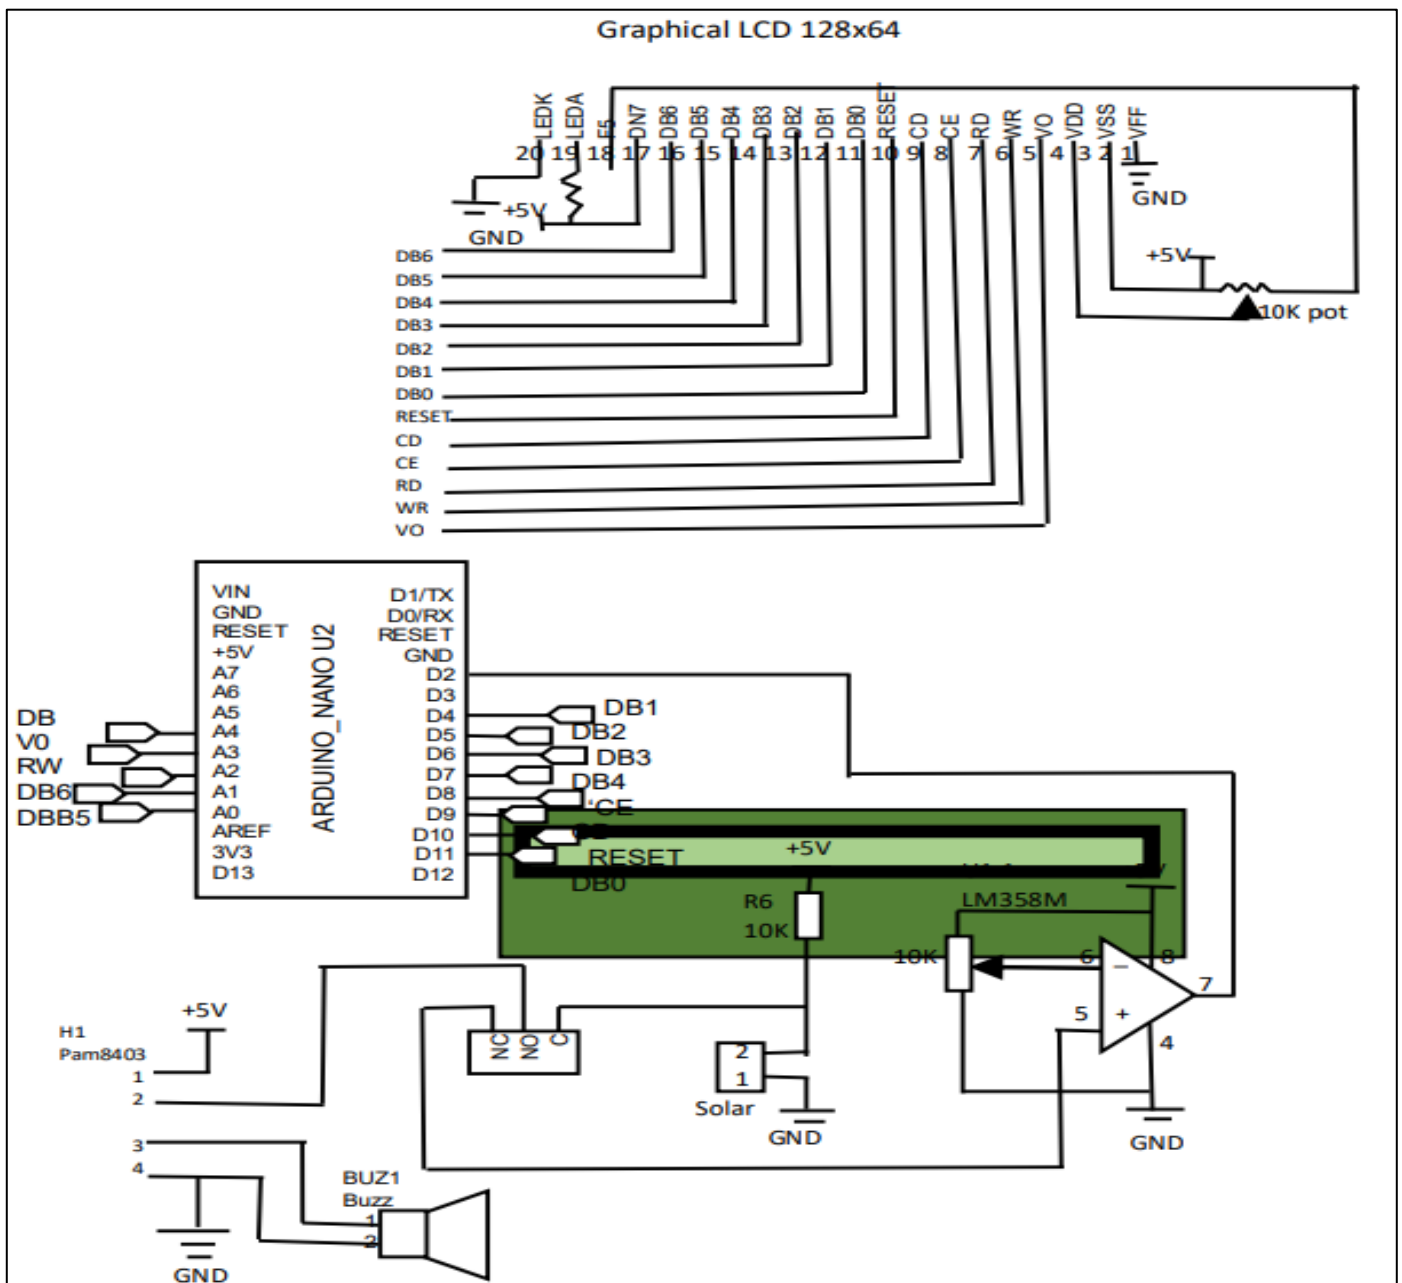 Graphical LCD 128x64
LEDK LEDA DN7 DB6 DB5 DB4 DB3 DB2 DB1 DB0 RESET CD CE RD WR VO VDD VSS VFF
20 19 18 17 16 15 14 13 12 11 10 9 8 7 6 5 4 3 2 1
GND
+5V
GND
+5V
10K pot
DB6
DB5
DB4
DB3
DB2
DB1
DB0
RESET
CD
CE
RD
WR
VO
ARDUINO_NANO U2
VIN
GND
RESET
+5V
A7
A6
A5
A4
A3
A2
A1
A0
AREF
3V3
D13
D1/TX
D0/RX
RESET
GND
D2
D3
D4
D5
D6
D7
D8
D9
D10
D11
D12
DB
V0
RW
DB6
DBB5
DB1
DB2
DB3
DB4
'CE
RESET
DB0
+5V
R6
10K
LM358M
10K
6
8
7
5
4
GND
NC NO C
2
1
Solar
GND
+5V
H1
Pam8403
1
2
3
4
GND
BUZ1
Buzz
1
2